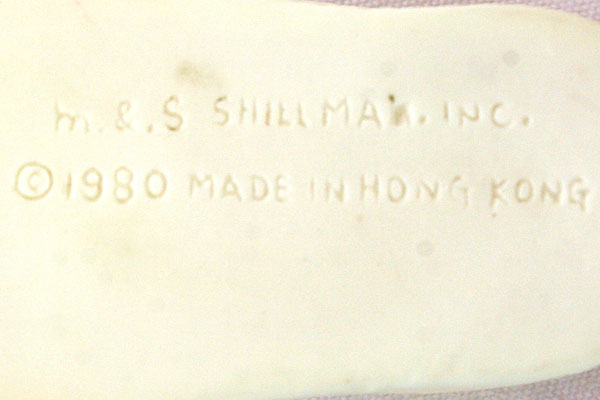 m. & . S SHILLMAN. INC.
© 1980 MADE IN HONG KONG